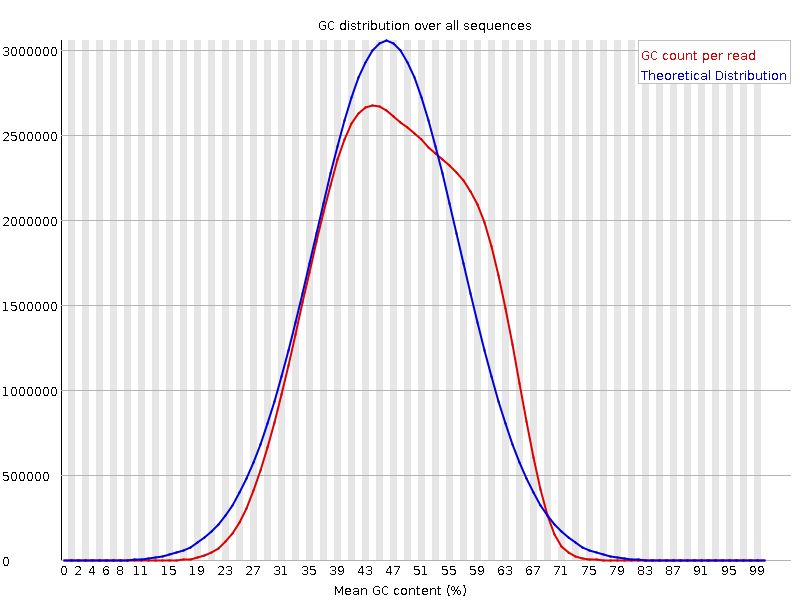 GC distribution over all sequences
GC count per read
Theoretical Distribution
3000000
2500000
2000000
1500000
1000000
500000
0
0 2 4 6 8 11 15 19 23 27 31 35 39 43 47 51 55 59 63 67 71 75 79 83 87 91 95 99
Mean GC content (%)